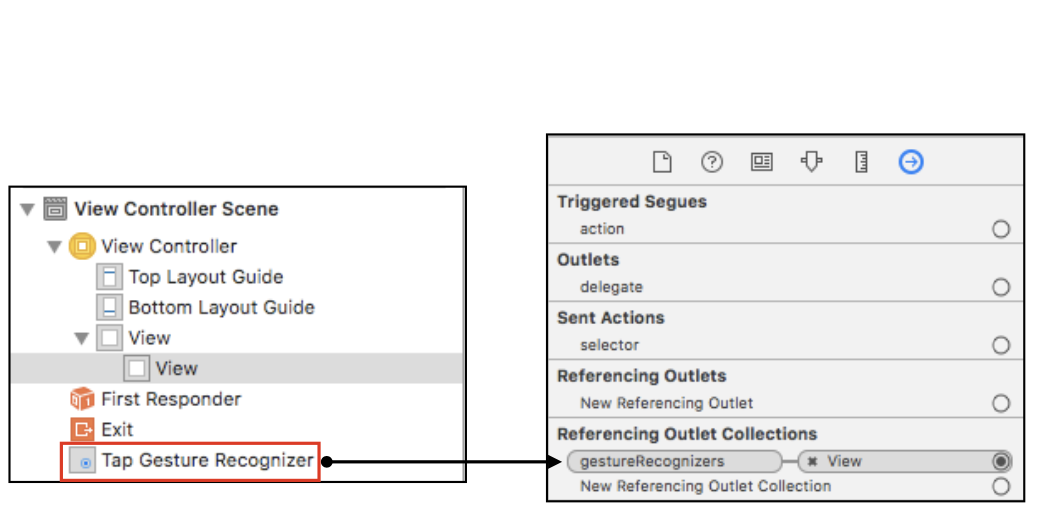 View Controller Scene
View Controller
Top Layout Guide
Bottom Layout Guide
View
View
First Responder
Exit
Tap Gesture Recognizer
Triggered Segues
action
Outlets
delegate
Sent Actions
selector
Referencing Outlets
New Referencing Outlet
Referencing Outlet Collections
gestureRecognizers View
New Referencing Outlet Collection